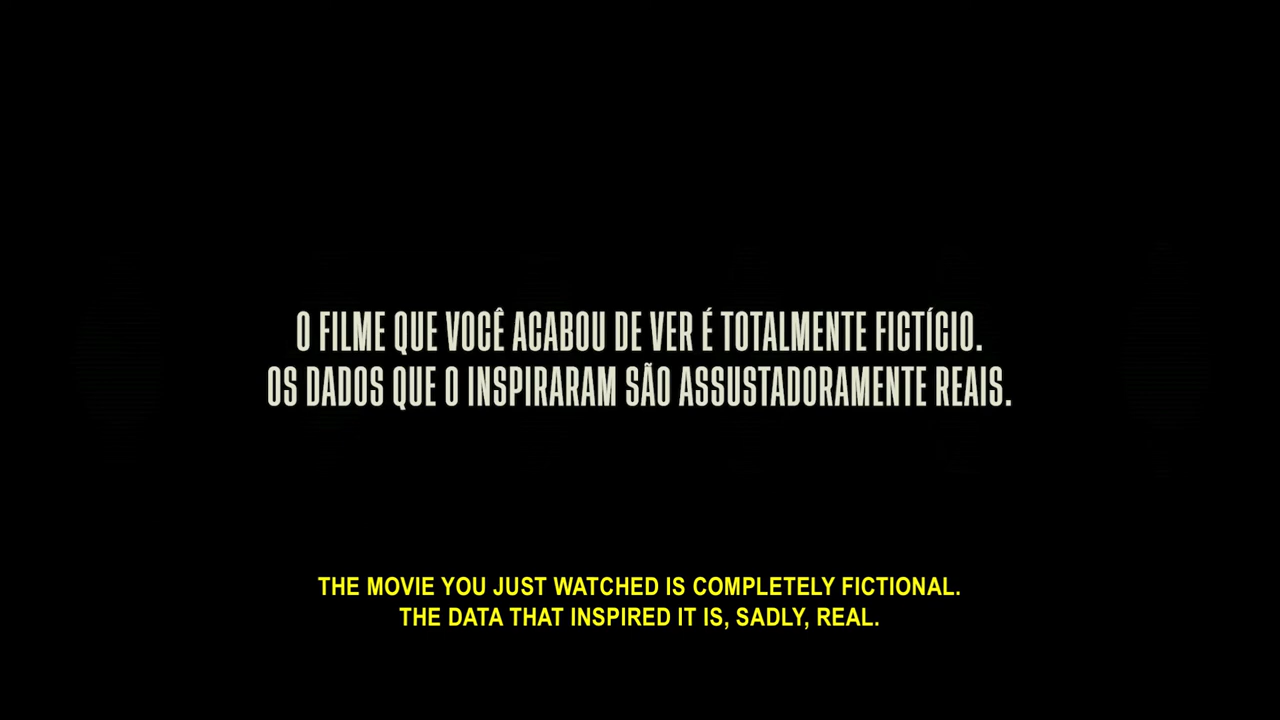 O FILME QUE VOCÊ ACABOU DE VER É TOTALMENTE FICTÍCIO.
OS DADOS QUE O INSPIRARAM SÃO ASSUSTADORAMENTE REAIS.
THE MOVIE YOU JUST WATCHED IS COMPLETELY FICTIONAL.
THE DATA THAT INSPIRED IT IS, SADLY, REAL.